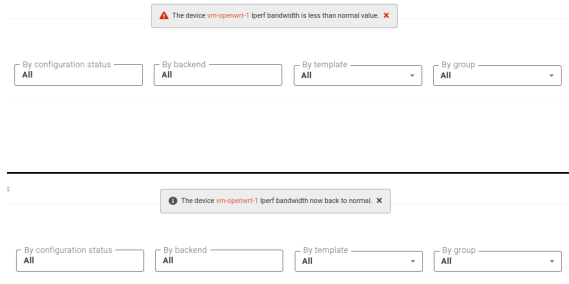 The device vm-openwrt-1 Iperf bandwidth is less than normal value.
By configuration status By backend By template By group
All All All All
The device vm-openwrt-1 Iperf bandwidth now back to normal.
By configuration status By backend By template By group
All All All All